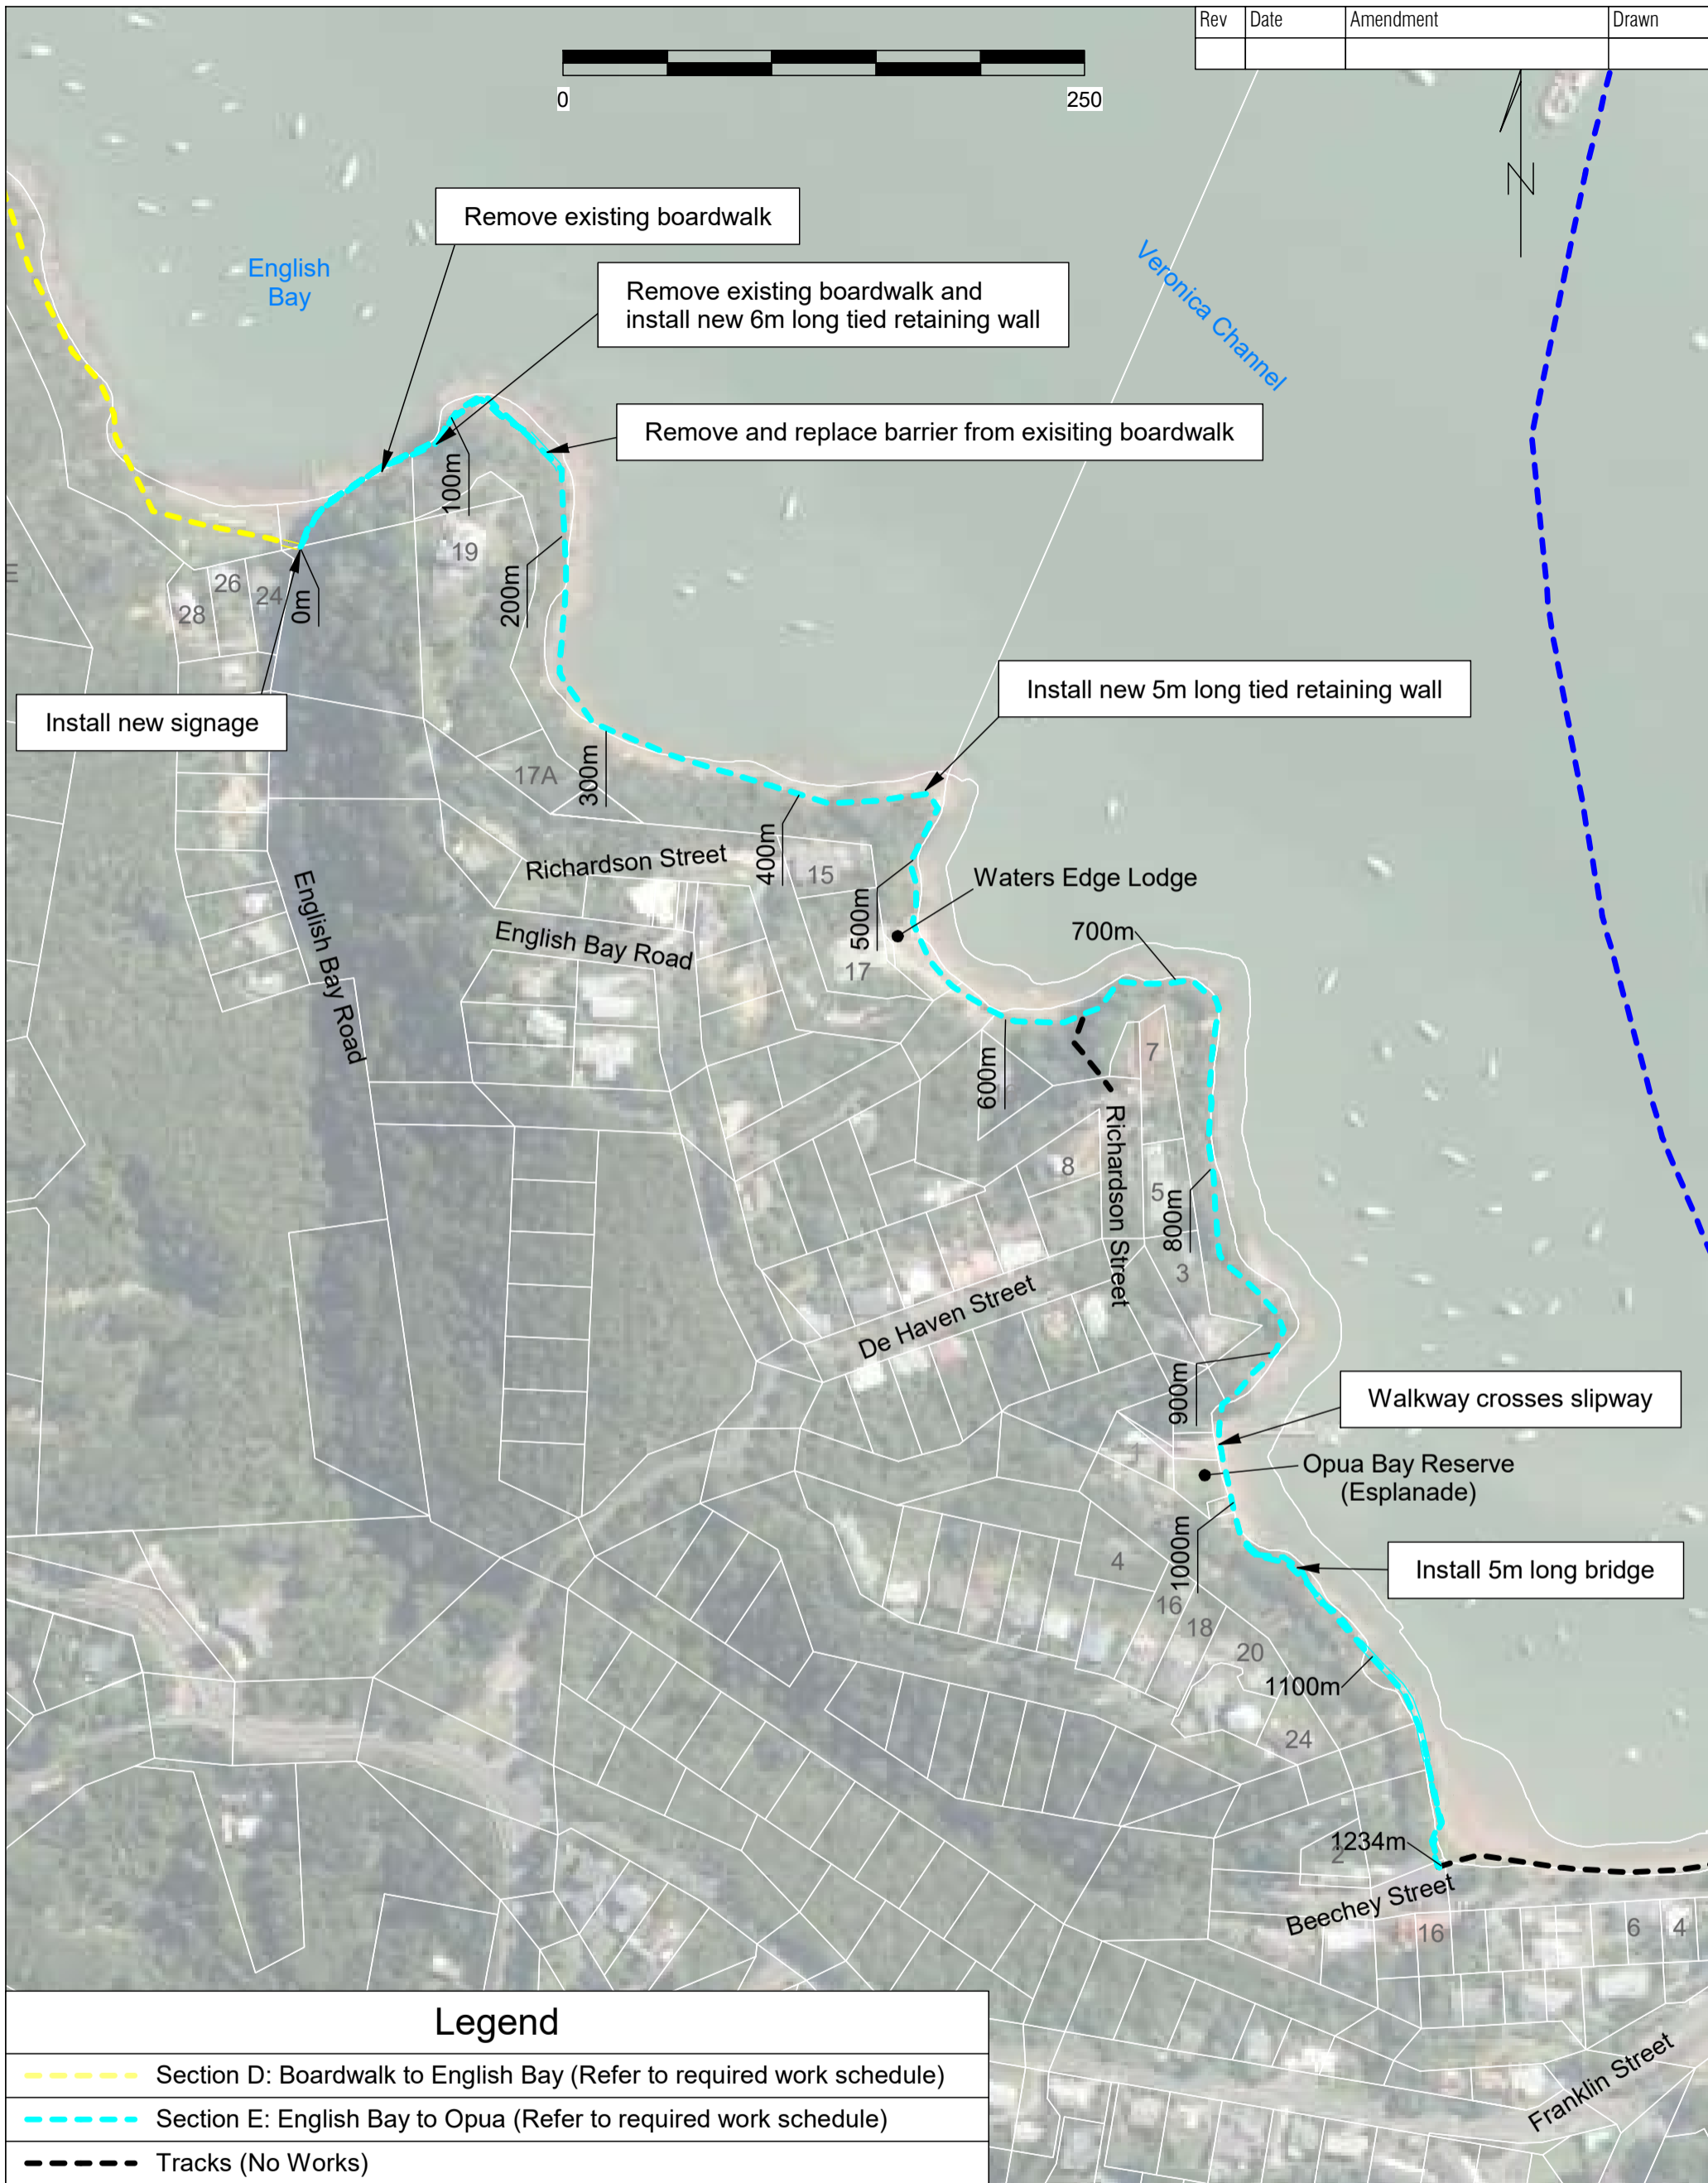 Rev
Date
Amendment
Drawn
0
250
N
Remove existing boardwalk
English
Bay
Remove existing boardwalk and
install new 6m long tied retaining wall
Veronica Channel
Remove and replace barrier from exisiting boardwalk
100m
19
200m
26
24
28
0m
Install new signage
Install new 5m long tied retaining wall
17A
300m
Richardson Street
400m
15
Waters Edge Lodge
500m
700m
English Bay Road
English Bay Road
17
7
600m
Richardson Street
8
5
800m
3
De Haven Street
900m
Walkway crosses slipway
1
Opua Bay Reserve
(Esplanade)
1000m
4
Install 5m long bridge
16
18
20
1100m
24
1234m
2
Beechey Street
16
6
4
Franklin Street
Legend
Section D: Boardwalk to English Bay (Refer to required work schedule)
Section E: English Bay to Opua (Refer to required work schedule)
Tracks (No Works)